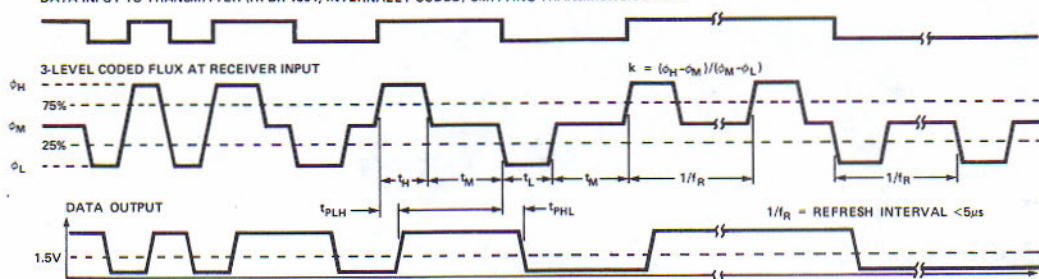 3-LEVEL CODED FLUX AT RECEIVER INPUT
k = (ϕH-ϕM)/(ϕM-ϕL)
ϕH
75%
ϕM
25%
ϕL
tH
tM
tL
tM
1/fR
1/fR
tPLH
tPHL
DATA OUTPUT
1/fR = REFRESH INTERVAL <5μs
1.5V